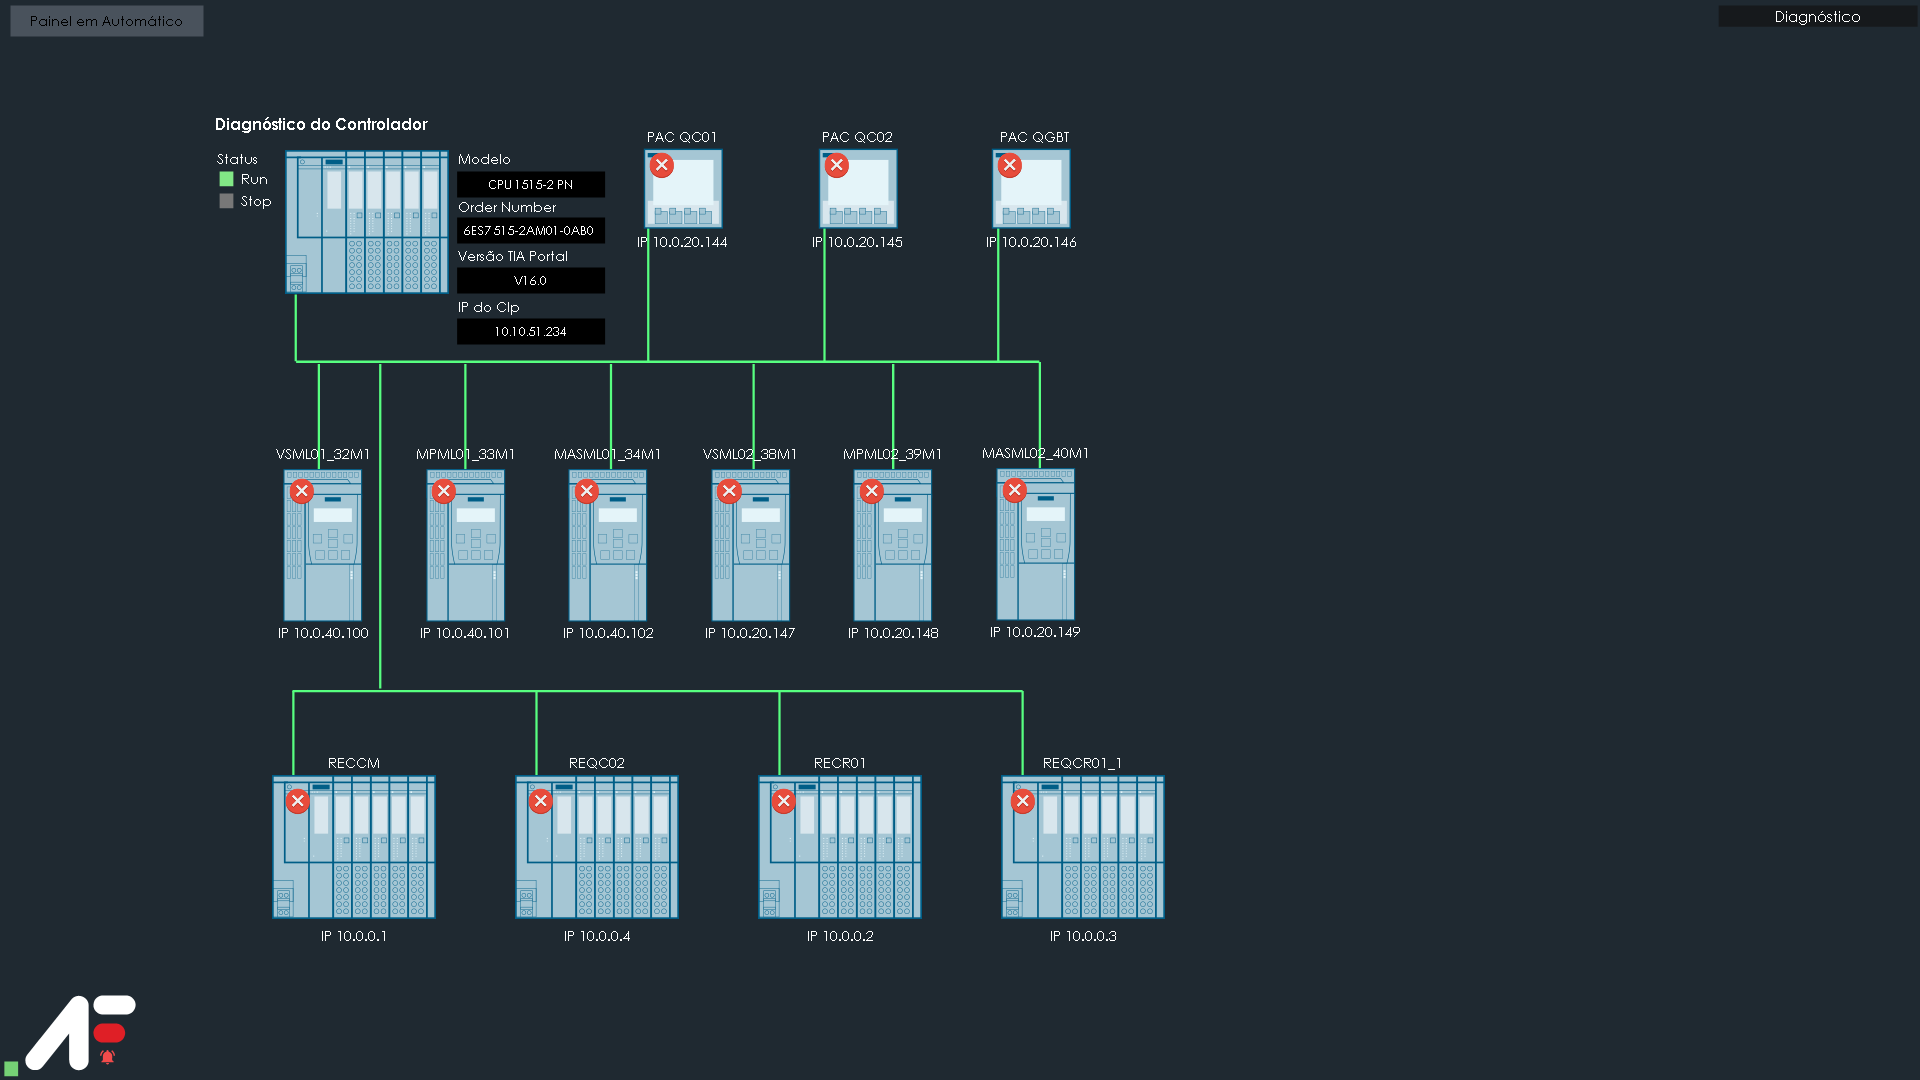 Painel em Automático
Diagnóstico
Diagnóstico do Controlador
Status
Run
Stop
Modelo
CPU 1515-2 PN
Order Number
6ES7 515-2AM01-0AB0
Versão TIA Portal
V16.0
IP do Clp
10.10.51.234
PAC QC01
PAC QC02
PAC QGBT
IP 10.0.20.144
IP 10.0.20.145
IP 10.0.20.146
VSML01_32M1
MPML01_33M1
MASML01_34M1
VSML02_38M1
MPML02_39M1
MASML02_40M1
IP 10.0.40.100
IP 10.0.40.101
IP 10.0.40.102
IP 10.0.20.147
IP 10.0.20.148
IP 10.0.20.149
RECCM
REQC02
RECR01
REQCR01_1
IP 10.0.0.1
IP 10.0.0.4
IP 10.0.0.2
IP 10.0.0.3